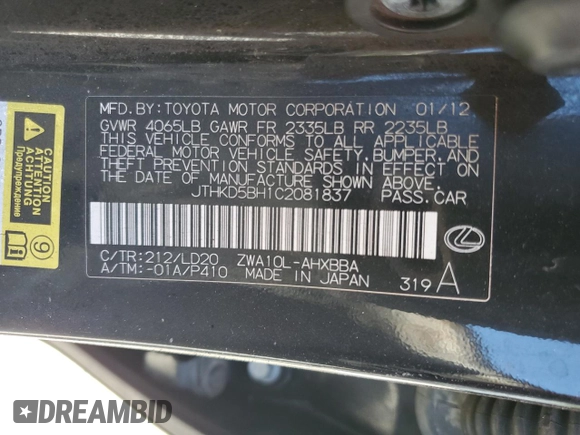 MFD. BY: TOYOTA MOTOR CORPORATION 01/12
GVWR 4065LB GAWR FR 2335LB RR 2235LB
THIS VEHICLE CONFORMS TO ALL APPLICABLE
FEDERAL MOTOR VEHICLE SAFETY, BUMPER, AND
THEFT PREVENTION STANDARDS IN EFFECT ON
THE DATE OF MANUFACTURE SHOWN ABOVE.
JTHKD5BH1C2081837 PASS. CAR
C/TR: 212/LD20 ZWA10L-AHXBBA
A/TM: -01A/P410 MADE IN JAPAN
319 A
CAUTION
ATTENTION
ACHTUNG
9
DREAMBID